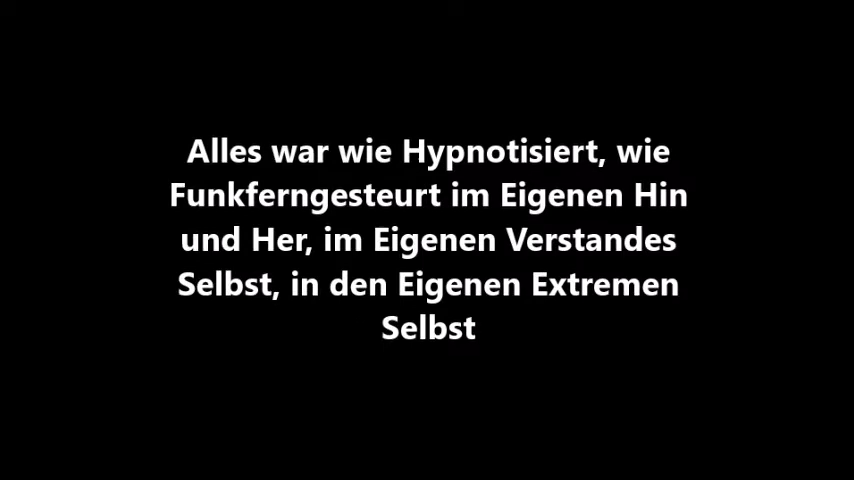 Alles war wie Hypnotisiert, wie
Funkferngesteurt im Eigenen Hin
und Her, im Eigenen Verstandes
Selbst, in den Eigenen Extremen
Selbst